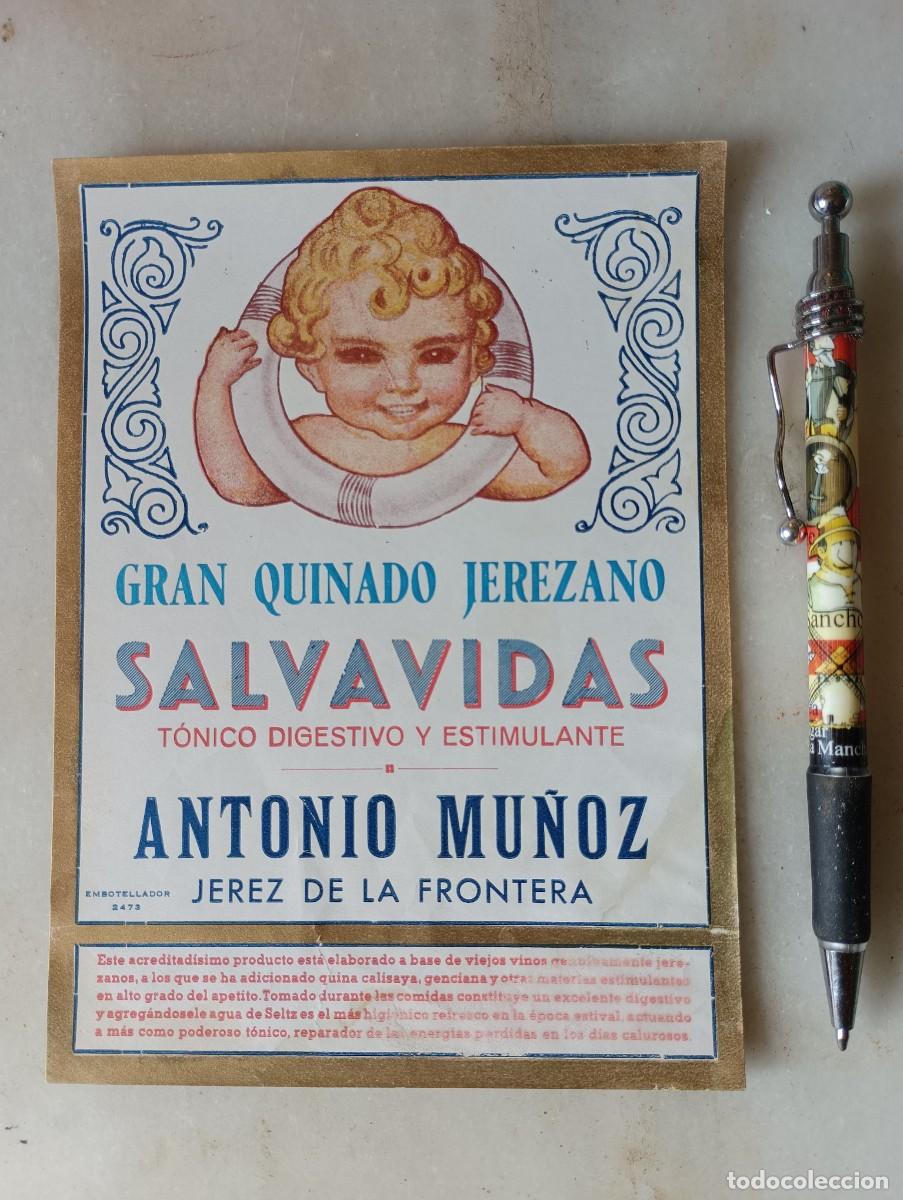 GRAN QUINADO JEREZANO
SALVAVIDAS
TÓNICO DIGESTIVO Y ESTIMULANTE
ANTONIO MUÑOZ
JEREZ DE LA FRONTERA
EMBOTELLADOR
2473
Este acreditadísimo producto está elaborado a base de viejos vinos genuinamente jere-
zanos, a los que se ha adicionado quina calisaya, genciana y otras materias estimulantes
en alto grado del apetito. Tomado durante las comidas constituye un excelente digestivo
y agregándosele agua de Seltz es el más higiénico refresco en la época estival, actuando
a más como poderoso tónico, reparador de las energías perdidas en los días calurosos.
ancho
gar
a Manch
todocoleccion